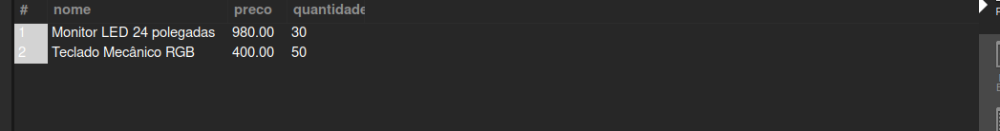 # nome preco quantidade
1 Monitor LED 24 polegadas 980.00 30
2 Teclado Mecânico RGB 400.00 50